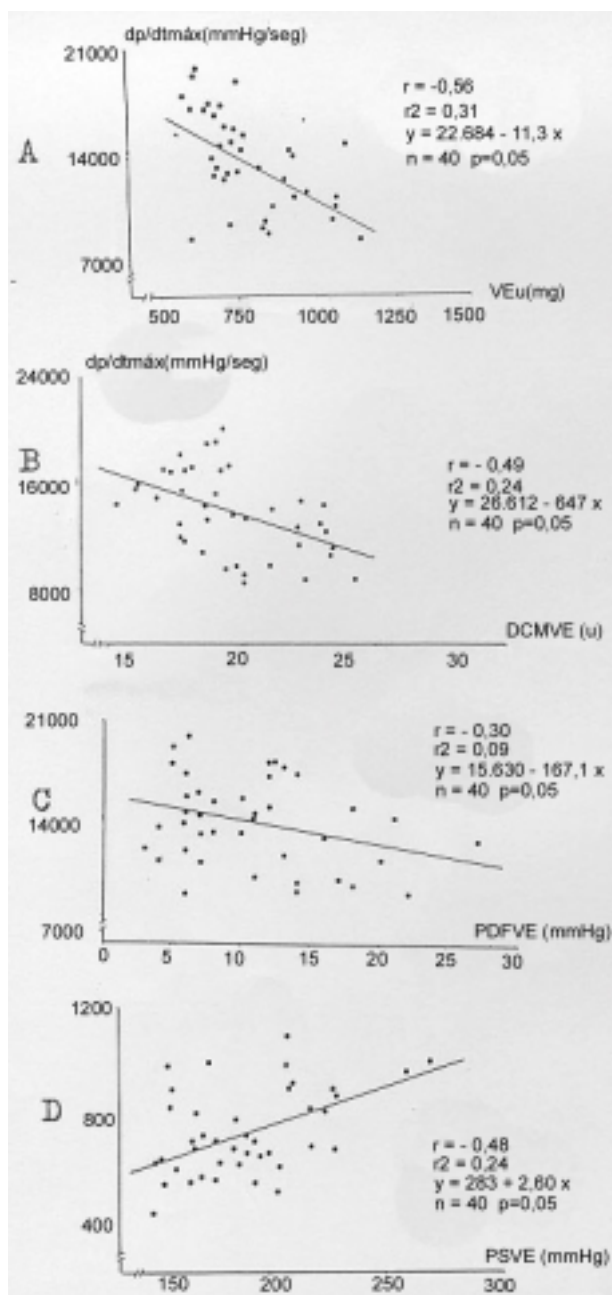 dp/dtmáx(mmHg/seg)
21000
14000
7000
A
r = -0,56
r2 = 0,31
y = 22.684 - 11,3 x
n = 40 p=0,05
VEu(mg)
500 750 1000 1250 1500
dp/dtmáx(mmHg/seg)
24000
16000
8000
B
r = - 0,49
r2 = 0,24
y = 26.612 - 647 x
n = 40 p=0,05
DCMVE (u)
15 20 25 30
21000
14000
7000
C
r = - 0,30
r2 = 0,09
y = 15.630 - 167,1 x
n = 40 p=0,05
PDFVE (mmHg)
0 5 10 15 20 25 30
1200
800
400
D
r = - 0,48
r2 = 0,24
y = 283 + 2,60 x
n = 40 p=0,05
PSVE (mmHg)
150 200 250 300